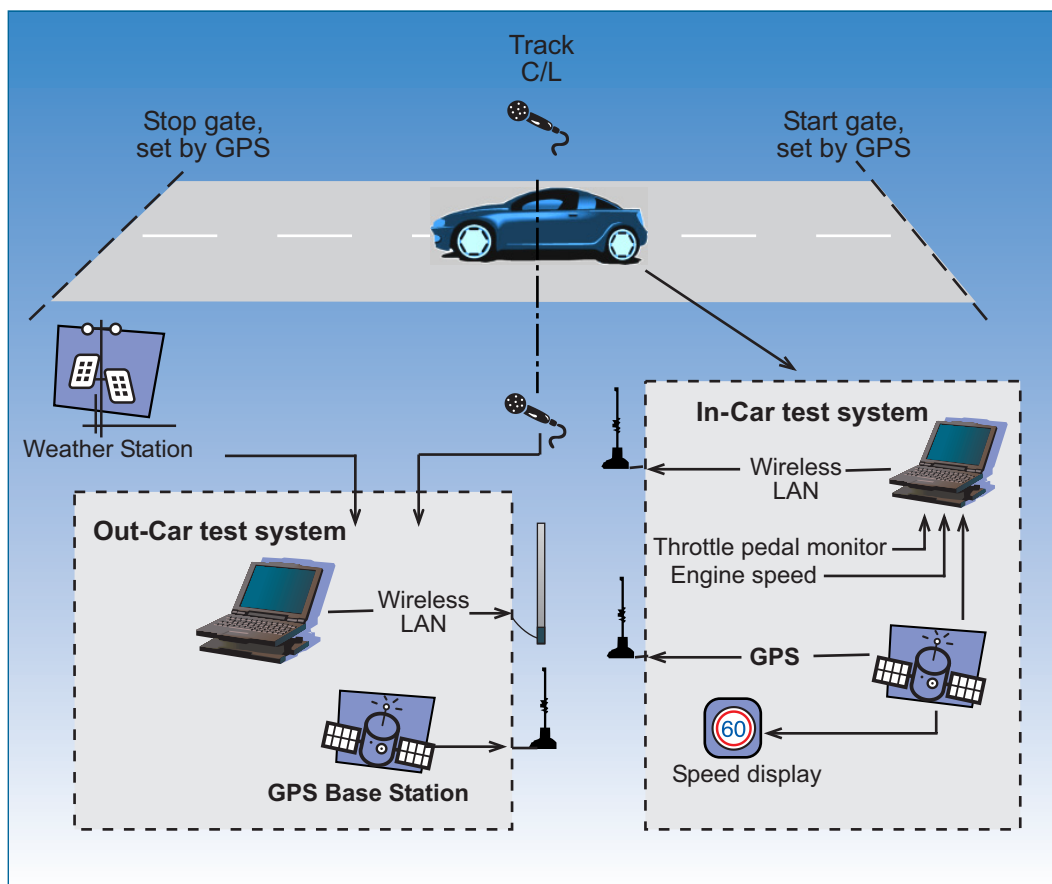 Track
C/L
Stop gate,
set by GPS
Start gate,
set by GPS
Weather Station
In-Car test system
Wireless
LAN
Throttle pedal monitor
Engine speed
GPS
60
Speed display
Out-Car test system
Wireless
LAN
GPS Base Station